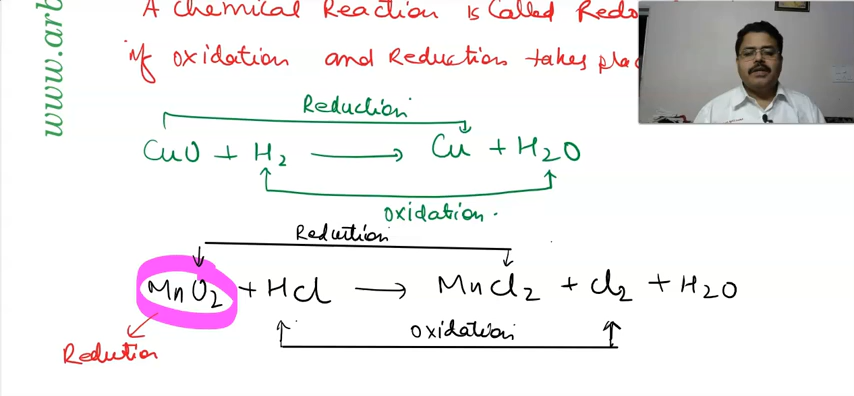 A Chemical Reaction is Called Redo
if oxidation and Reduction takes plac
www.arb
Reduction
CuO + H2 → Cu + H2O
oxidation.
Reduction
MnO2 + HCl → MnCl2 + Cl2 + H2O
oxidation
Redution